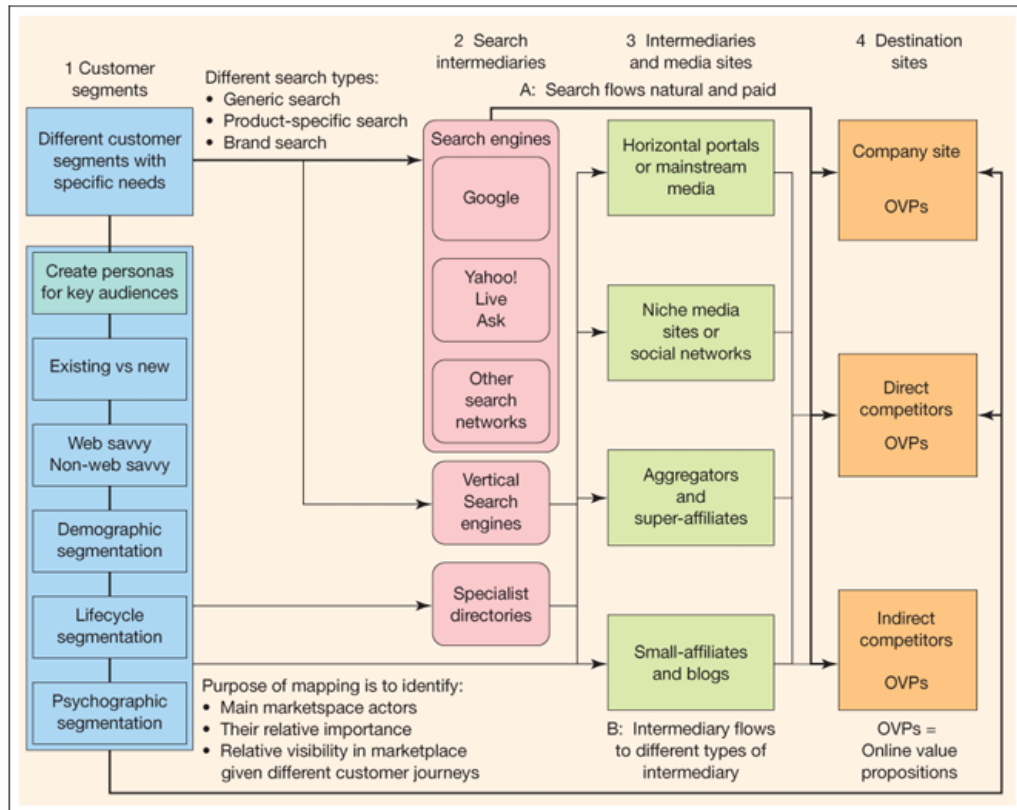 1 Customer
segments
Different customer
segments with
specific needs
Create personas
for key audiences
Existing vs new
Web savvy
Non-web savvy
Demographic
segmentation
Lifecycle
segmentation
Psychographic
segmentation
Different search types:
• Generic search
• Product-specific search
• Brand search
Purpose of mapping is to identify:
• Main marketspace actors
• Their relative importance
• Relative visibility in marketplace
given different customer journeys
2 Search
intermediaries
Search engines
Google
Yahoo!
Live
Ask
Other
search
networks
Vertical
Search
engines
Specialist
directories
3 Intermediaries
and media sites
A: Search flows natural and paid
Horizontal portals
or mainstream
media
Niche media
sites or
social networks
Aggregators
and
super-affiliates
Small-affiliates
and blogs
B: Intermediary flows
to different types of
intermediary
4 Destination
sites
Company site
OVPs
Direct
competitors
OVPs
Indirect
competitors
OVPs
OVPs =
Online value
propositions